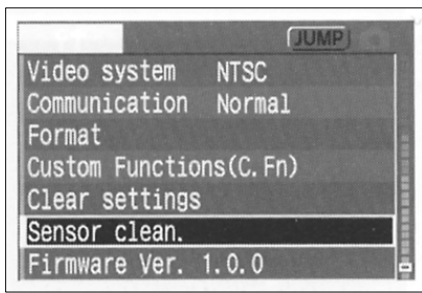 JUMP
Video system NTSC
Communication Normal
Format
Custom Functions(C.Fn)
Clear settings
Sensor clean.
Firmware Ver. 1.0.0